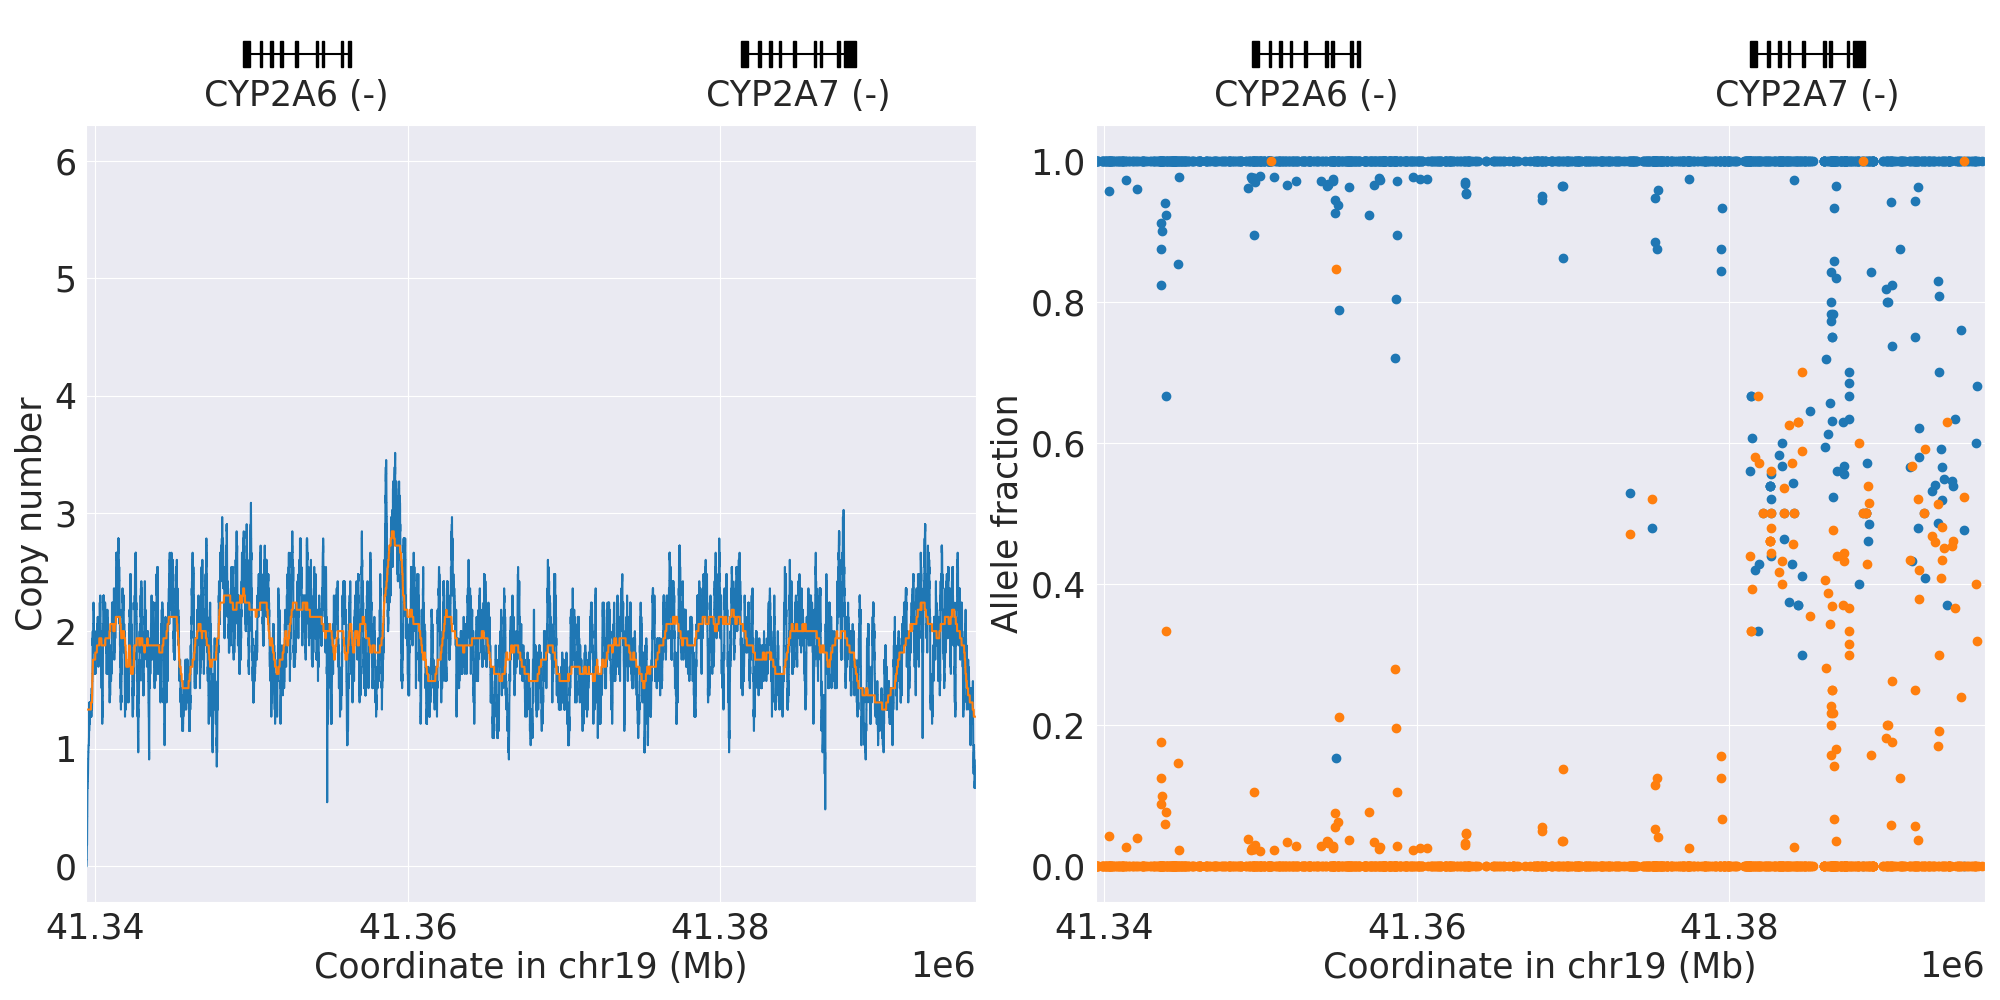 CYP2A6 (-)
CYP2A7 (-)
6
5
4
3
2
1
0
Copy number
41.34
41.36
41.38
Coordinate in chr19 (Mb)
1e6
CYP2A6 (-)
CYP2A7 (-)
1.0
0.8
0.6
0.4
0.2
0.0
Allele fraction
41.34
41.36
41.38
Coordinate in chr19 (Mb)
1e6